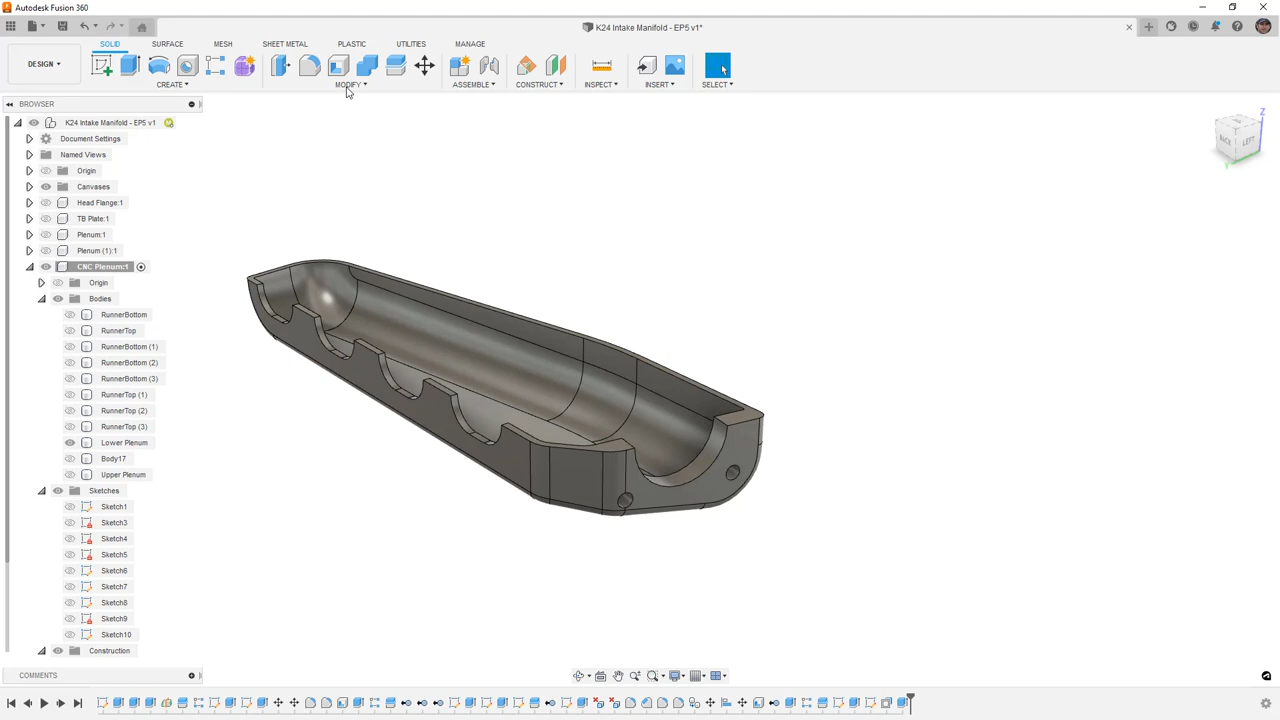 Autodesk Fusion 360
K24 Intake Manifold - EP5 v1*
SOLID SURFACE MESH SHEET METAL PLASTIC UTILITIES MANAGE
DESIGN
CREATE MODIFY ASSEMBLE CONSTRUCT INSPECT INSERT SELECT
BROWSER
K24 Intake Manifold - EP5 v1
Document Settings
Named Views
Origin
Canvases
Head Flange:1
TB Plate:1
Plenum:1
Plenum (1):1
CNC Plenum:1
Origin
Bodies
RunnerBottom
RunnerTop
RunnerBottom (1)
RunnerBottom (2)
RunnerBottom (3)
RunnerTop (1)
RunnerTop (2)
RunnerTop (3)
Lower Plenum
Body17
Upper Plenum
Sketches
Sketch1
Sketch3
Sketch4
Sketch5
Sketch6
Sketch7
Sketch8
Sketch9
Sketch10
Construction
COMMENTS
Z
BACK LEFT
Y